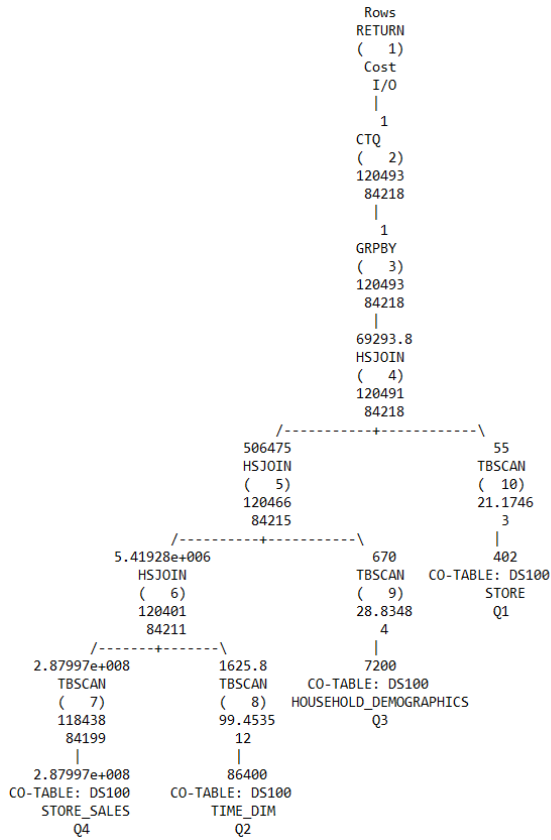 Rows
RETURN
( 1)
Cost
I/O
|
1
CTQ
( 2)
120493
84218
|
1
GRPBY
( 3)
120493
84218
|
69293.8
HSJOIN
( 4)
120491
84218
/-----------+------------\
506475 55
HSJOIN TBSCAN
( 5) ( 10)
120466 21.1746
84215 3
/----------+------------\ |
5.41928e+006 670 402
HSJOIN TBSCAN CO-TABLE: DS100
( 6) ( 9) STORE
120401 28.8348 Q1
84211 4
/-------+-------\ |
2.87997e+008 1625.8 7200
TBSCAN TBSCAN CO-TABLE: DS100
( 7) ( 8) HOUSEHOLD_DEMOGRAPHICS
118438 99.4535 Q3
84199 12
| |
2.87997e+008 86400
CO-TABLE: DS100 CO-TABLE: DS100
STORE_SALES TIME_DIM
Q4 Q2